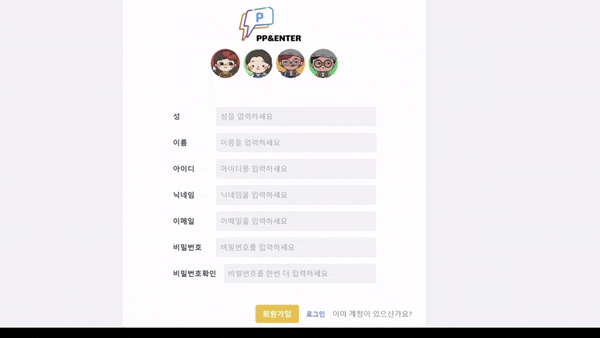 P
PP&ENTER
성 성을 입력하세요
이름 이름을 입력하세요
아이디 아이디를 입력하세요
닉네임 닉네임을 입력하세요
이메일 이메일을 입력하세요
비밀번호 비밀번호를 입력하세요
비밀번호확인 비밀번호를 한번 더 입력하세요
회원가입 로그인 이미 계정이 있으신가요?